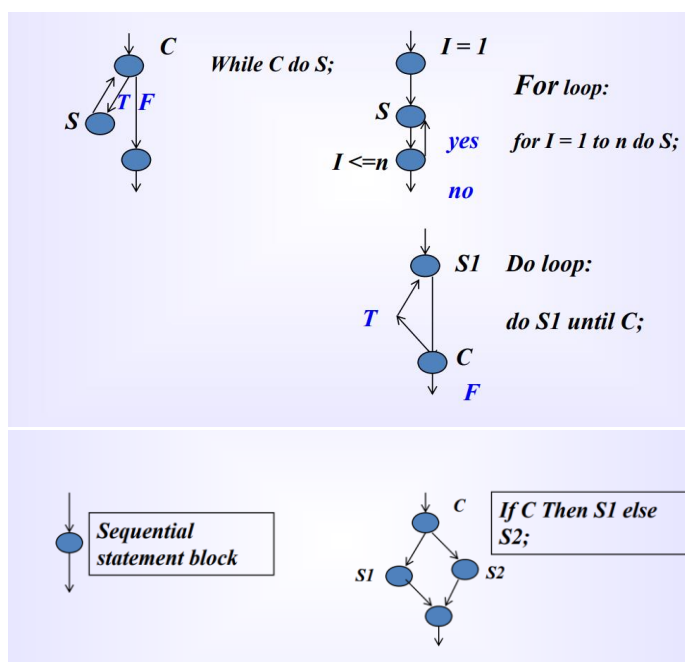 C
While C do S;
T F
S
I = 1
For loop:
S
yes
for I = 1 to n do S;
I <=n
no
S1 Do loop:
T
do S1 until C;
C
F
Sequential
statement block
C
If C Then S1 else
S2;
S1
S2